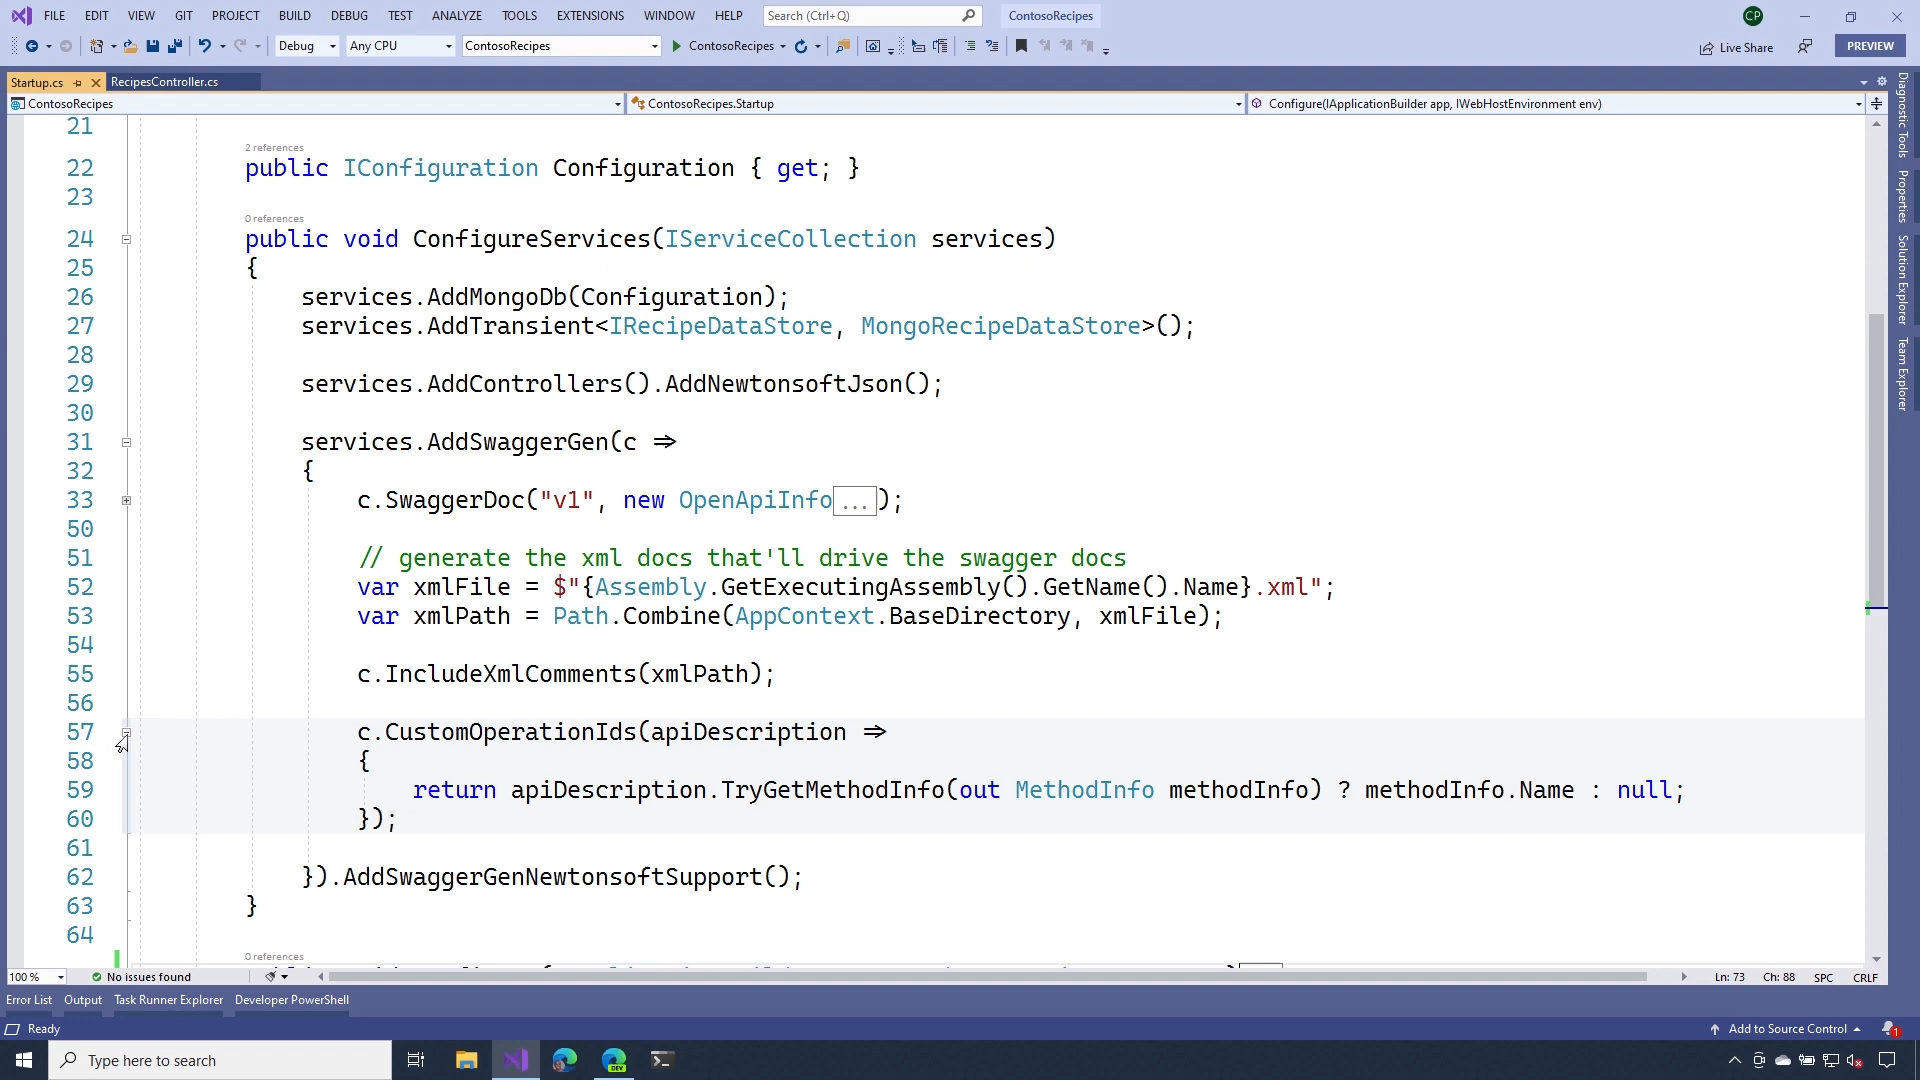 FILE EDIT VIEW GIT PROJECT BUILD DEBUG TEST ANALYZE TOOLS EXTENSIONS WINDOW HELP Search (Ctrl+Q) ContosoRecipes CP
Debug Any CPU ContosoRecipes ContosoRecipes Live Share PREVIEW
Startup.cs RecipesController.cs
ContosoRecipes ContosoRecipes.Startup Configure(IApplicationBuilder app, IWebHostEnvironment env)
21
2 references
22 public IConfiguration Configuration { get; }
23
0 references
24 public void ConfigureServices(IServiceCollection services)
25 {
26 services.AddMongoDb(Configuration);
27 services.AddTransient<IRecipeDataStore, MongoRecipeDataStore>();
28
29 services.AddControllers().AddNewtonsoftJson();
30
31 services.AddSwaggerGen(c =>
32 {
33 c.SwaggerDoc("v1", new OpenApiInfo...);
50
51 // generate the xml docs that'll drive the swagger docs
52 var xmlFile = $"{Assembly.GetExecutingAssembly().GetName().Name}.xml";
53 var xmlPath = Path.Combine(AppContext.BaseDirectory, xmlFile);
54
55 c.IncludeXmlComments(xmlPath);
56
57 c.CustomOperationIds(apiDescription =>
58 {
59 return apiDescription.TryGetMethodInfo(out MethodInfo methodInfo) ? methodInfo.Name : null;
60 });
61
62 }).AddSwaggerGenNewtonsoftSupport();
63 }
64
0 references
Diagnostic Tools
Properties
Solution Explorer
Team Explorer
100 % No issues found Ln: 73 Ch: 88 SPC CRLF
Error List Output Task Runner Explorer Developer PowerShell
Ready Add to Source Control 1
Type here to search DEV